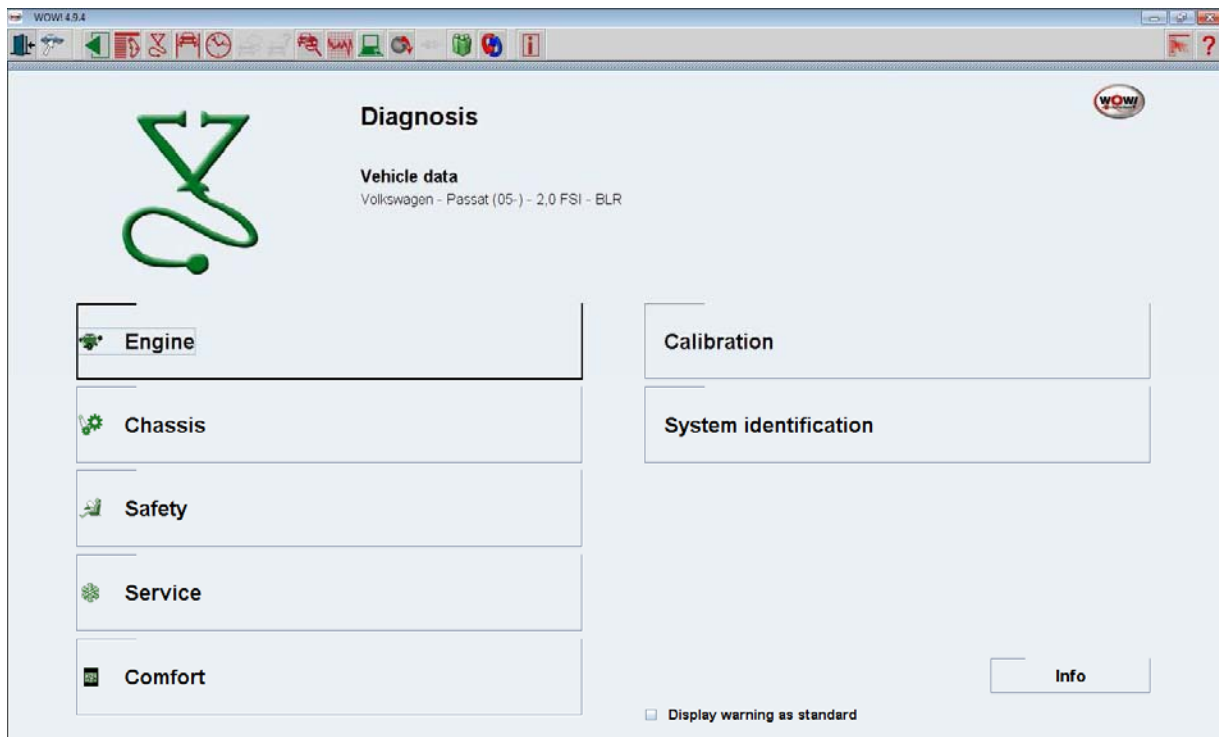 WOW! 4.9.4
WOW!
Diagnosis
Vehicle data
Volkswagen - Passat (05-) - 2,0 FSI - BLR
Engine
Calibration
Chassis
System identification
Safety
Service
Comfort
Info
Display warning as standard